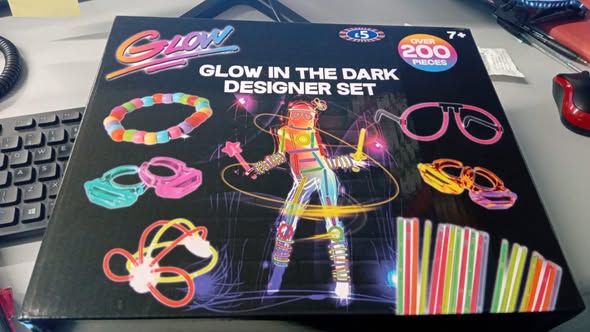 GLOW
£5
7+
OVER
200
PIECES
GLOW IN THE DARK
DESIGNER SET